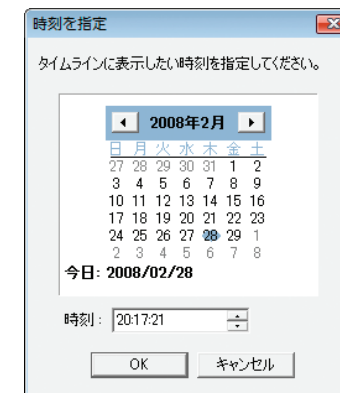 時刻を指定
タイムラインに表示したい時刻を指定してください。
2008年2月
日 月 火 水 木 金 土
27 28 29 30 31 1 2
3 4 5 6 7 8 9
10 11 12 13 14 15 16
17 18 19 20 21 22 23
24 25 26 27 28 29 1
2 3 4 5 6 7 8
今日: 2008/02/28
時刻: 20:17:21
OK キャンセル